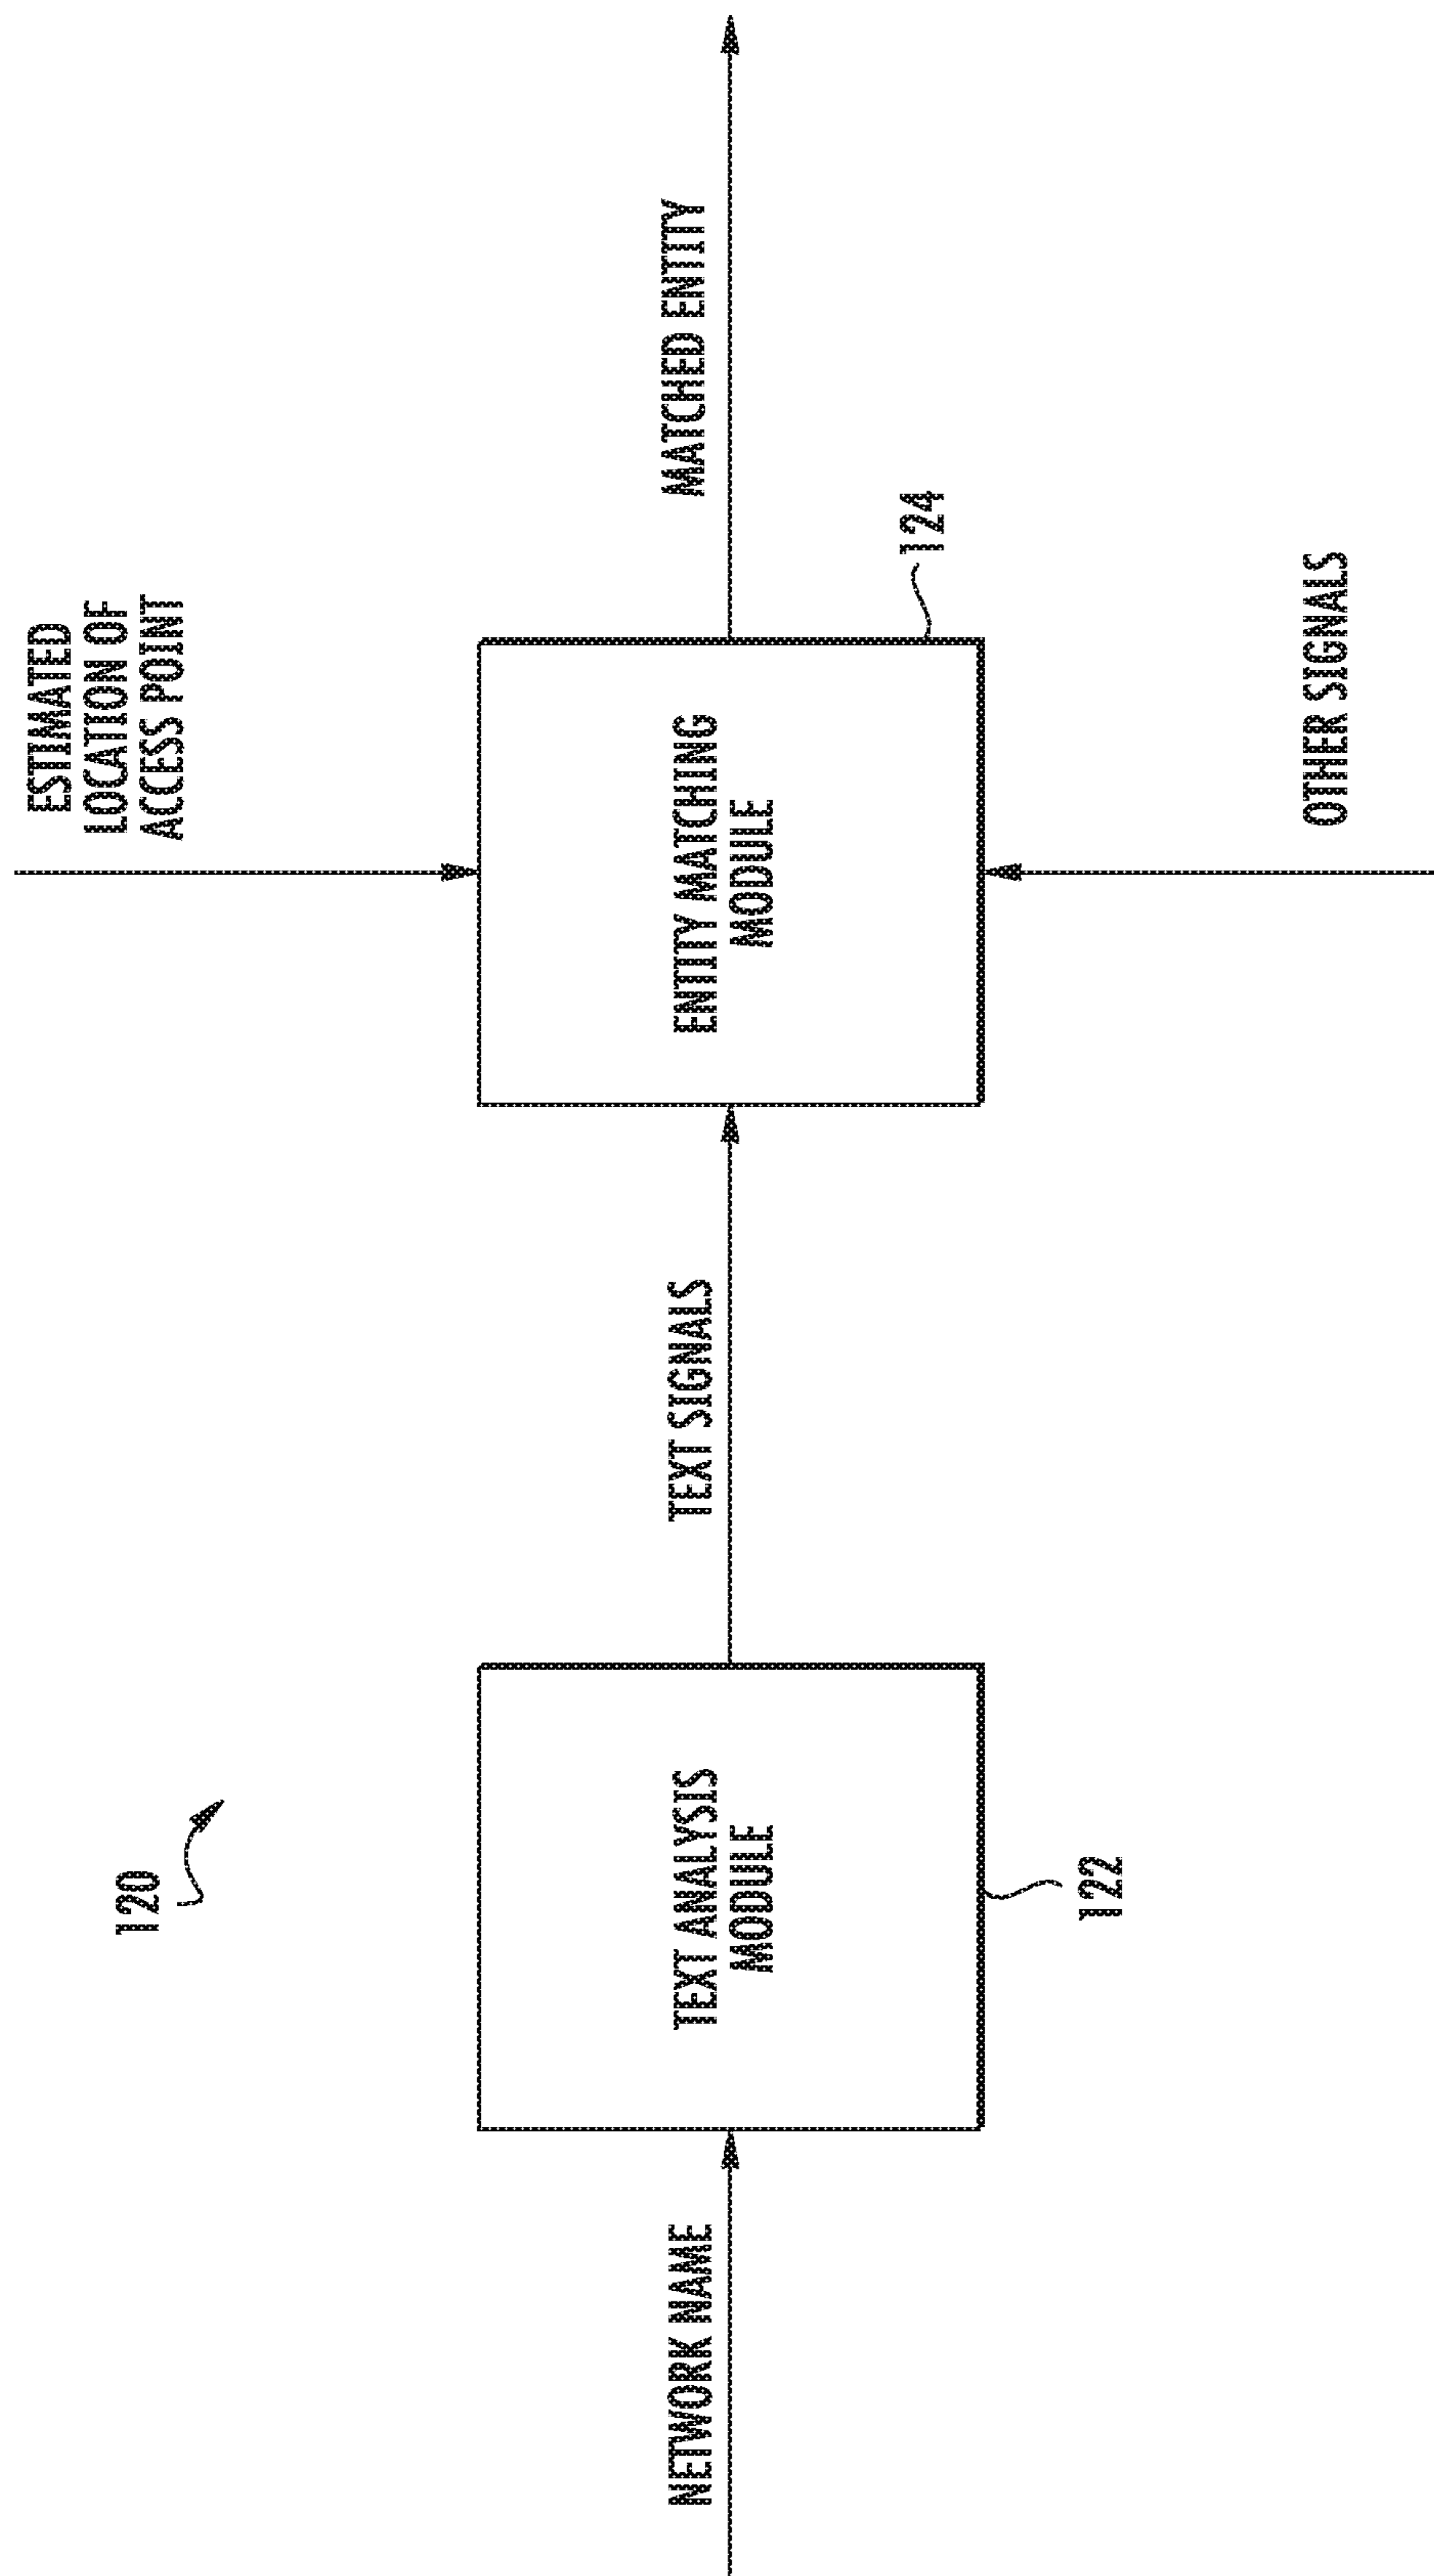 120
NETWORK NAME
TEXT ANALYSIS
MODULE
122
TEXT SIGNALS
ESTIMATED
LOCATION OF
ACCESS POINT
ENTITY MATCHING
MODULE
124
OTHER SIGNALS
MATCHED ENTITY